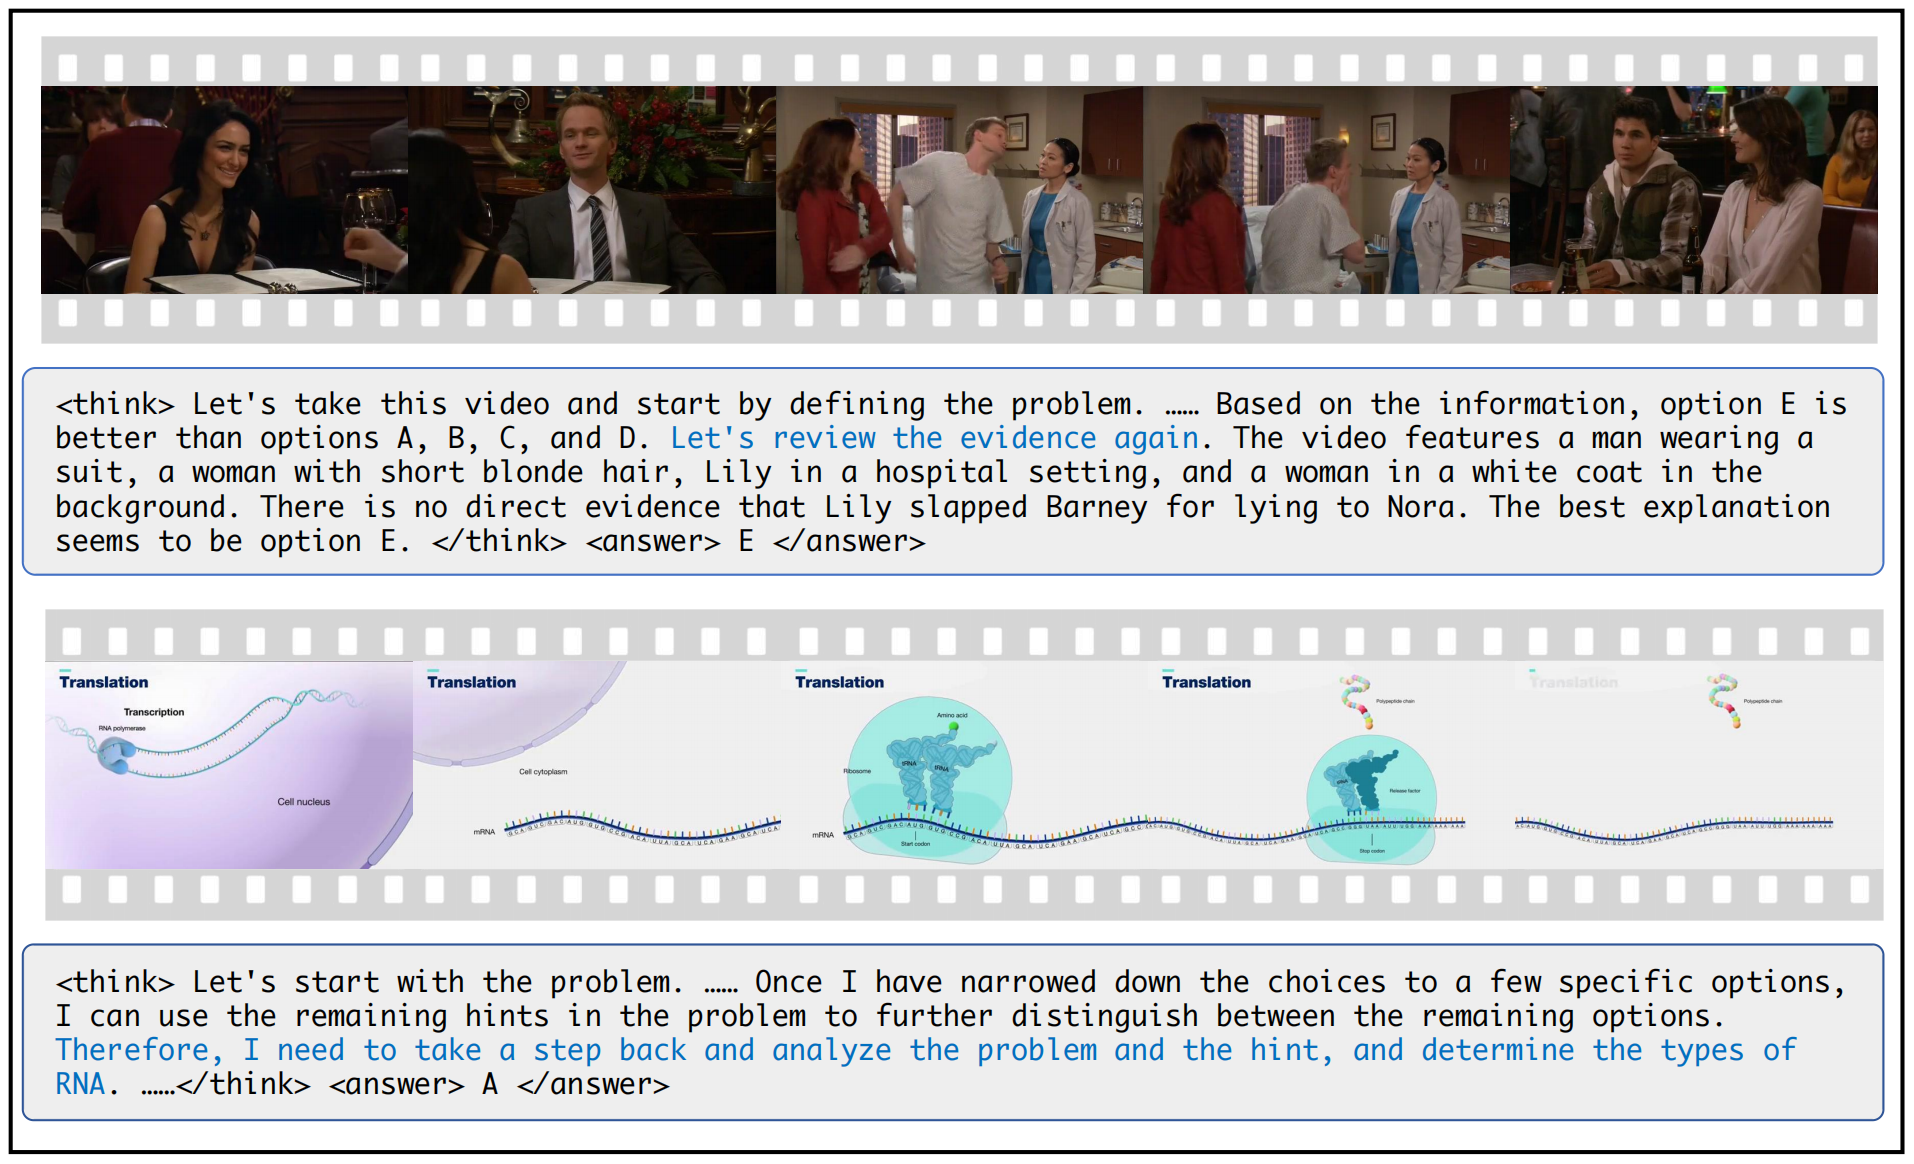 <think> Let's take this video and start by defining the problem. …… Based on the information, option E is
better than options A, B, C, and D. Let's review the evidence again. The video features a man wearing a
suit, a woman with short blonde hair, Lily in a hospital setting, and a woman in a white coat in the
background. There is no direct evidence that Lily slapped Barney for lying to Nora. The best explanation
seems to be option E. </think> <answer> E </answer>
Translation
Transcription
RNA polymerase
Cell nucleus
Translation
Cell cytoplasm
mRNA
Translation
Amino acid
Ribosome
tRNA
tRNA
mRNA
Start codon
Translation
Polypeptide chain
Release factor
Stop codon
Translation
Polypeptide chain
<think> Let's start with the problem. …… Once I have narrowed down the choices to a few specific options,
I can use the remaining hints in the problem to further distinguish between the remaining options.
Therefore, I need to take a step back and analyze the problem and the hint, and determine the types of
RNA. ……</think> <answer> A </answer>